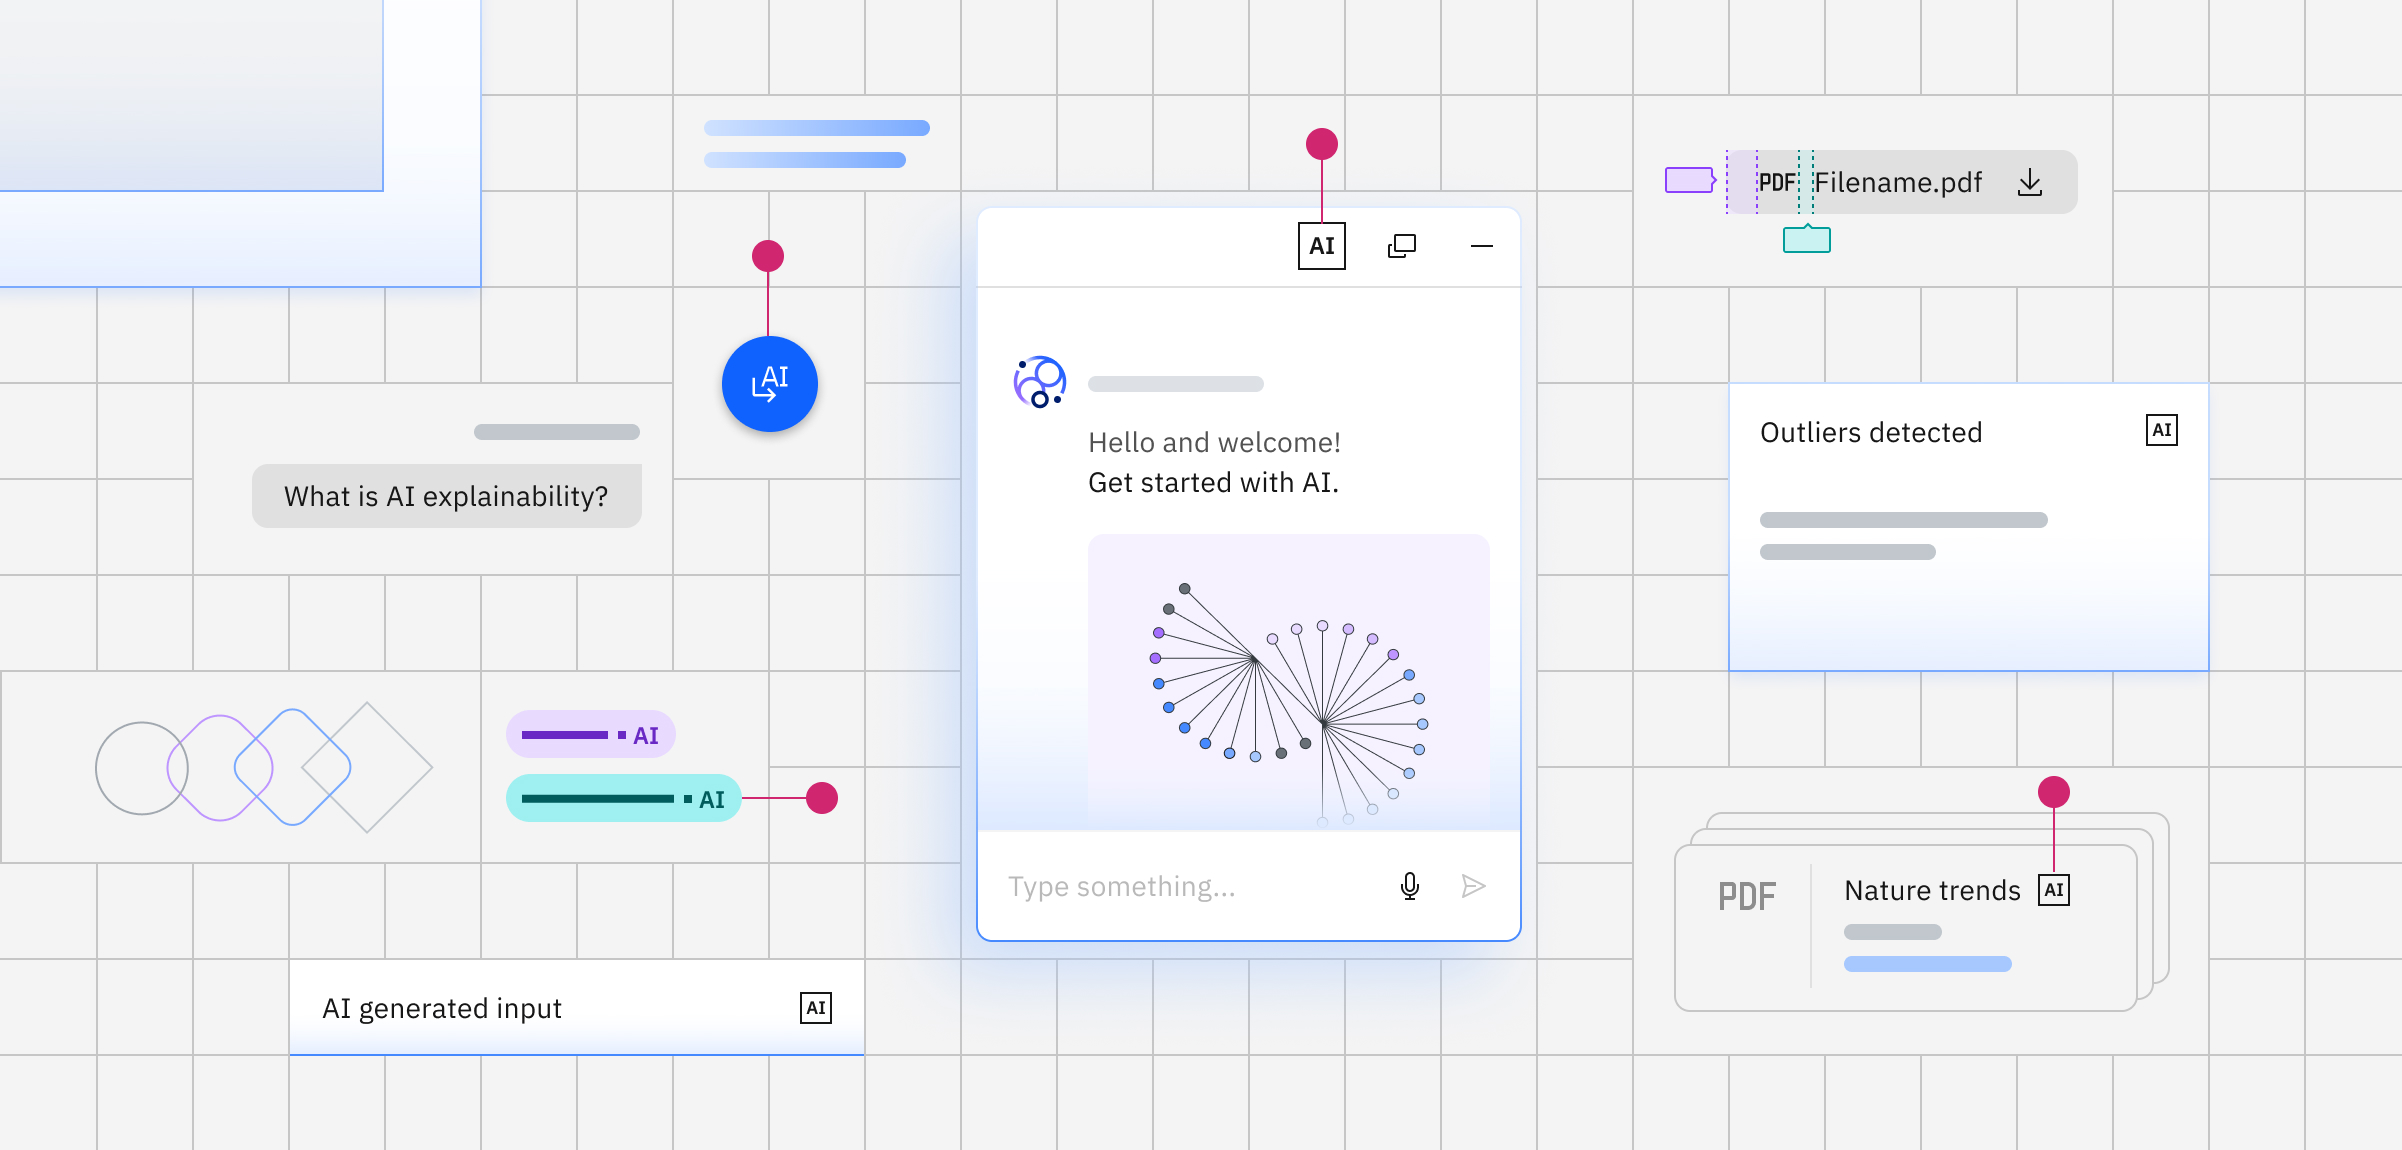 PDF Filename.pdf
AI
AI
Hello and welcome!
Get started with AI.
What is AI explainability?
Outliers detected AI
AI
AI
Type something...
PDF
Nature trends AI
AI generated input AI